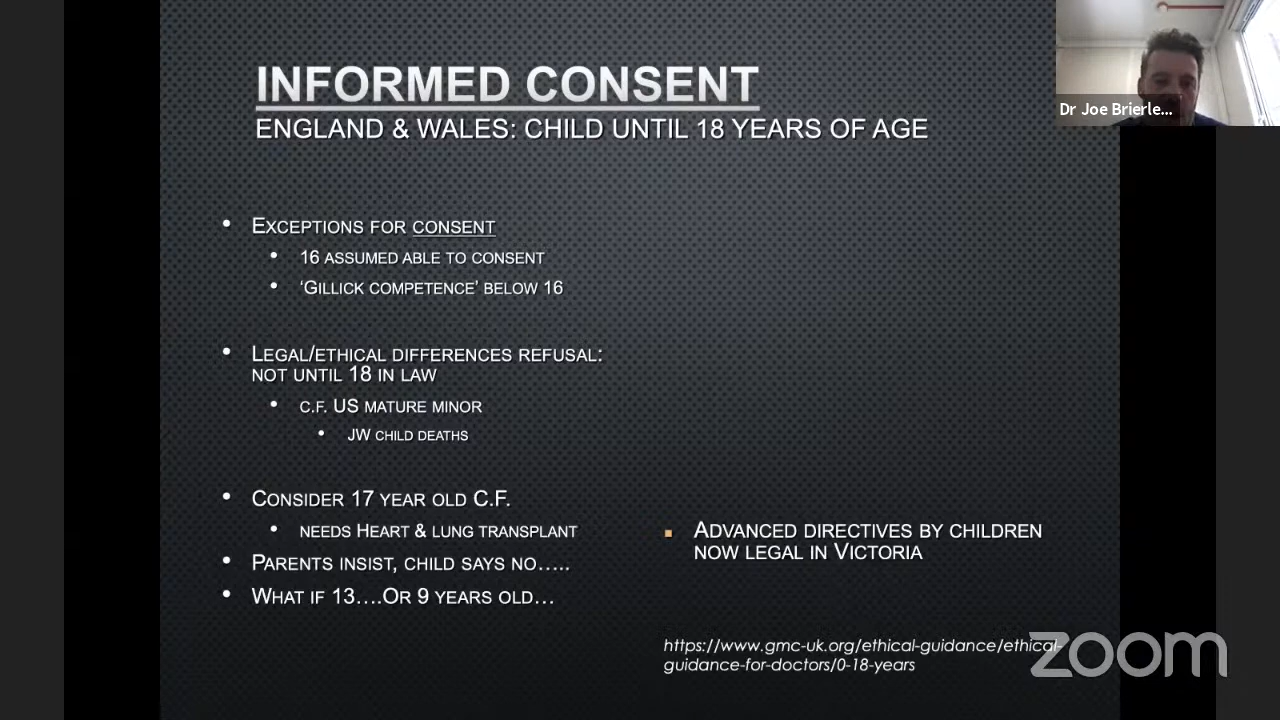 INFORMED CONSENT
ENGLAND & WALES: CHILD UNTIL 18 YEARS OF AGE
Dr Joe Brierle...
• EXCEPTIONS FOR CONSENT
• 16 ASSUMED ABLE TO CONSENT
• ‘GILLICK COMPETENCE’ BELOW 16
• LEGAL/ETHICAL DIFFERENCES REFUSAL:
NOT UNTIL 18 IN LAW
• C.F. US MATURE MINOR
• JW CHILD DEATHS
• CONSIDER 17 YEAR OLD C.F.
• NEEDS HEART & LUNG TRANSPLANT
• PARENTS INSIST, CHILD SAYS NO…..
• WHAT IF 13….OR 9 YEARS OLD…
▪ ADVANCED DIRECTIVES BY CHILDREN
NOW LEGAL IN VICTORIA
https://www.gmc-uk.org/ethical-guidance/ethical-
guidance-for-doctors/0-18-years
zoom